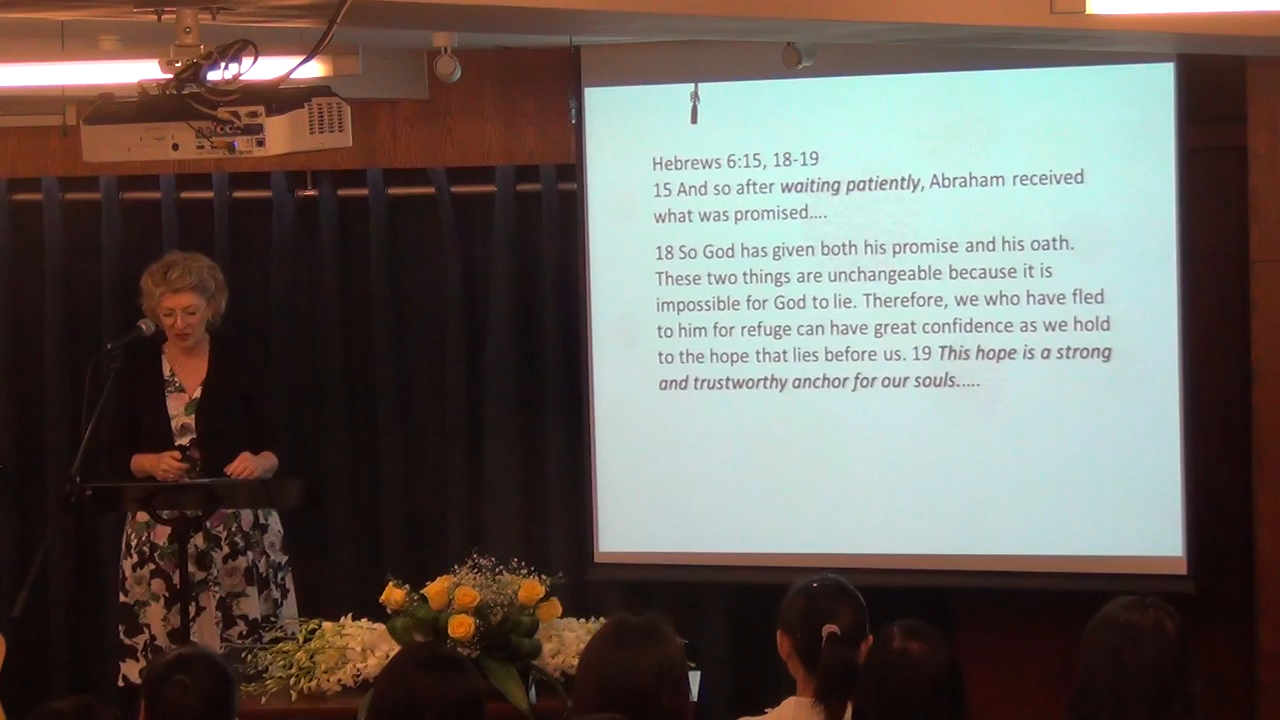 Hebrews 6:15, 18-19
15 And so after waiting patiently, Abraham received
what was promised....
18 So God has given both his promise and his oath.
These two things are unchangeable because it is
impossible for God to lie. Therefore, we who have fled
to him for refuge can have great confidence as we hold
to the hope that lies before us. 19 This hope is a strong
and trustworthy anchor for our souls.....